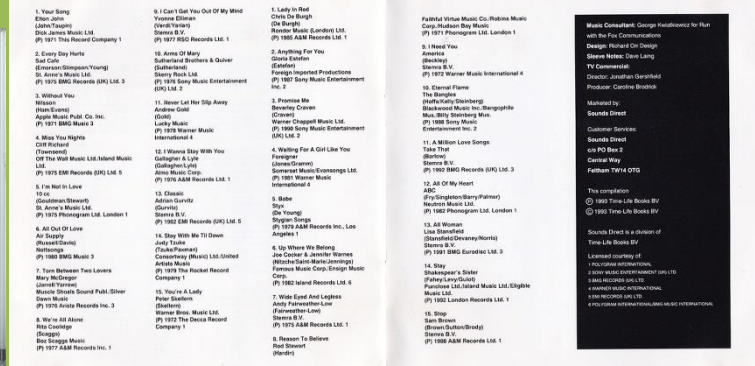 1. Your Song
Elton John
(John/Taupin)
Dick James Music Ltd.
(P) 1971 This Record Company 1
2. Every Day Hurts
Sad Cafe
(Emerson/Stimpson/Young)
St. Anne's Music Ltd.
(P) 1975 BMG Records (UK) Ltd. 3
3. Without You
Nilsson
(Ham/Evans)
Apple Music Publ. Co. Inc.
(P) 1971 BMG Music 3
4. Miss You Nights
Cliff Richard
(Townsend)
Off The Wall Music Ltd./Island Music
Ltd.
(P) 1975 EMI Records (UK) Ltd. 5
5. I'm Not In Love
10 cc
(Gouldman/Stewart)
St. Anne's Music Ltd.
(P) 1975 Phonogram Ltd. London 1
6. All Out Of Love
Air Supply
(Russell/Davis)
Nottsongs
(P) 1980 BMG Music 3
7. Torn Between Two Lovers
Mary McGregor
(Jarrell/Yarrow)
Muscle Shoals Sound Publ./Silver
Dawn Music
(P) 1976 Ariola Records Inc. 3
8. We're All Alone
Rita Coolidge
(Scaggs)
Boz Scaggs Music
(P) 1977 A&M Records Inc. 1
9. I Can't Get You Out Of My Mind
Yvonne Elliman
(Verdi/Varian)
Stemra B.V.
(P) 1977 RSO Records Ltd. 1
10. Arms Of Mary
Sutherland Brothers & Quiver
(Sutherland)
Skerry Rock Ltd.
(P) 1976 Sony Music Entertainment
(UK) Ltd. 2
11. Never Let Her Slip Away
Andrew Gold
(Gold)
Lucky Music
(P) 1978 Warner Music
International 4
12. I Wanna Stay With You
Gallagher & Lyle
(Gallagher/Lyle)
Almo Music Corp.
(P) 1976 A&M Records Ltd. 1
13. Classic
Adrian Gurvitz
(Gurvitz)
Stemra B.V.
(P) 1982 EMI Records (UK) Ltd. 5
14. Stay With Me Til Dawn
Judy Tzuke
(Tzuke/Paxman)
Consortway (Music) Ltd./United
Artists Music
(P) 1979 The Rocket Record
Company 1
15. You're A Lady
Peter Skellern
(Skellern)
Warner Bros. Music Ltd.
(P) 1972 The Decca Record
Company 1
1. Lady In Red
Chris De Burgh
(De Burgh)
Rondor Music (London) Ltd.
(P) 1985 A&M Records Ltd. 1
2. Anything For You
Gloria Estefan
(Estefan)
Foreign Imported Productions
(P) 1987 Sony Music Entertainment
Inc. 2
3. Promise Me
Beverley Craven
(Craven)
Warner Chappell Music Ltd.
(P) 1990 Sony Music Entertainment
(UK) Ltd. 2
4. Waiting For A Girl Like You
Foreigner
(Jones/Gramm)
Somerset Music/Evansongs Ltd.
(P) 1981 Warner Music
International 4
5. Babe
Styx
(De Young)
Stygian Songs
(P) 1979 A&M Records Inc., Los
Angeles 1
6. Up Where We Belong
Joe Cocker & Jennifer Warnes
(Nitzche/Saint-Marie/Jennings)
Famous Music Corp./Ensign Music
Corp.
(P) 1982 Island Records Ltd. 6
7. Wide Eyed And Legless
Andy Fairweather-Low
(Fairweather-Low)
Stemra B.V.
(P) 1975 A&M Records Ltd. 1
8. Reason To Believe
Rod Stewart
(Hardin)
Faithful Virtue Music Co./Robina Music
Corp./Hudson Bay Music
(P) 1971 Phonogram Ltd. London 1
9. I Need You
America
(Beckley)
Stemra B.V.
(P) 1972 Warner Music International 4
10. Eternal Flame
The Bangles
(Hoffs/Kelly/Steinberg)
Blackwood Music Inc./Bangophile
Mus./Billy Steinberg Mus.
(P) 1988 Sony Music
Entertainment Inc. 2
11. A Million Love Songs
Take That
(Barlow)
Stemra B.V.
(P) 1992 BMG Records (UK) Ltd. 3
12. All Of My Heart
ABC
(Fry/Singleton/Barry/Palmer)
Neutron Music Ltd.
(P) 1982 Phonogram Ltd. London 1
13. All Woman
Lisa Stansfield
(Stansfield/Devaney/Norris)
Stemra B.V.
(P) 1991 BMG Eurodisc Ltd. 3
14. Stay
Shakespear's Sister
(Fahey/Levy/Guiot)
Punclose Ltd./Island Music Ltd./Eligible
Music Ltd.
(P) 1992 London Records Ltd. 1
15. Stop
Sam Brown
(Brown/Sutton/Brody)
Stemra B.V.
(P) 1988 A&M Records Ltd. 1
Music Consultant: George Kwiatkiewicz for Run
with the Fox Communications
Design: Richard Orr Design
Sleeve Notes: Dave Laing
TV Commercial:
Director: Jonathan Gershfield
Producer: Caroline Brodrick
Marketed by:
Sounds Direct
Customer Services:
Sounds Direct
c/o PO Box 2
Central Way
Feltham TW14 OTG
This compilation
Ⓟ 1993 Time-Life Books BV
© 1993 Time-Life Books BV
Sounds Direct is a division of
Time-Life Books BV
Licensed courtesy of:
1 POLYGRAM INTERNATIONAL
2 SONY MUSIC ENTERTAINMENT (UK) LTD
3 BMG RECORDS (UK) LTD
4 WARNER MUSIC INTERNATIONAL
5 EMI RECORDS (UK) LTD
6 POLYGRAM INTERNATIONAL/BMG MUSIC INTERNATIONAL